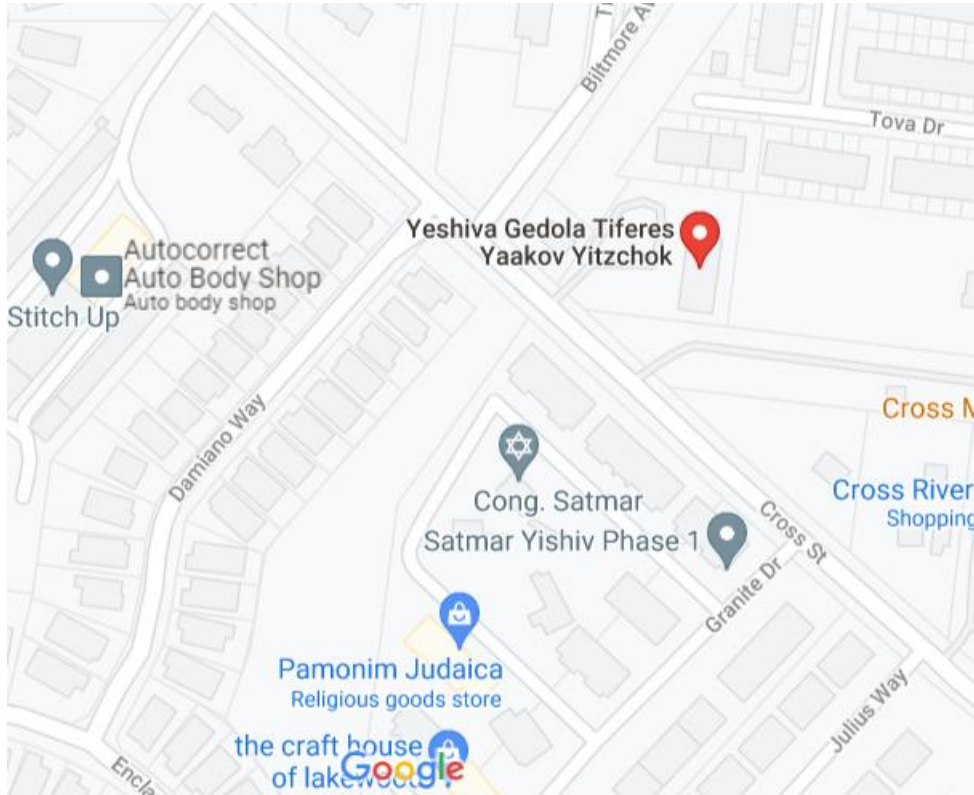 Biltmore Av
Tova Dr
Yeshiva Gedola Tiferes
Yaakov Yitzchok
Autocorrect
Auto Body Shop
Auto body shop
Stitch Up
Damiano Way
Cross
Cong. Satmar
Satmar Yishiv Phase 1
Cross River
Shopping
Cross St
Granite Dr
Pamonim Judaica
Religious goods store
Julius Way
the craft house
of
Google
Encla